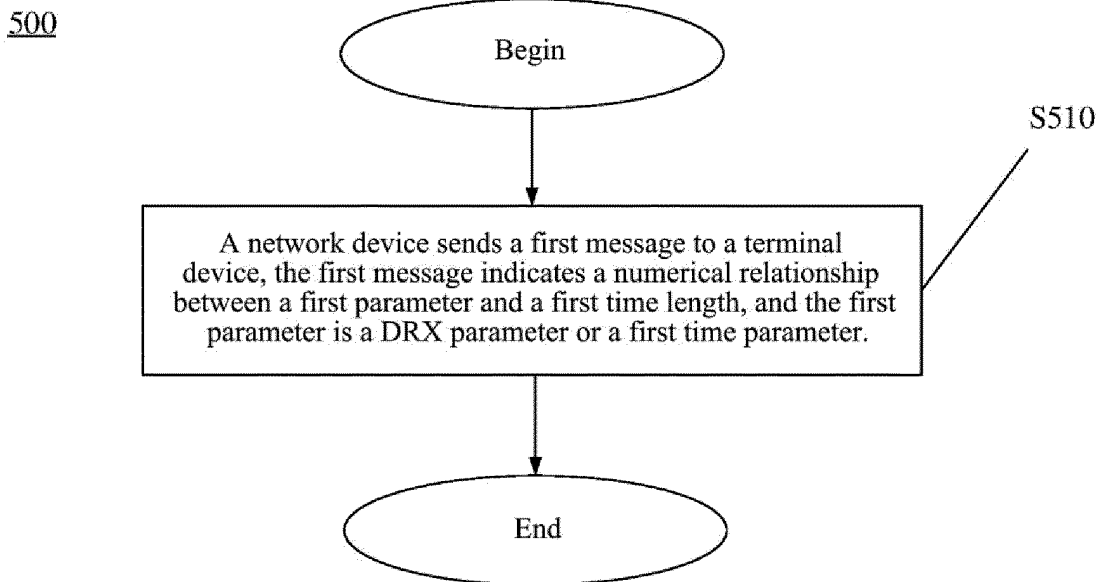 500
Begin
S510
A network device sends a first message to a terminal
device, the first message indicates a numerical relationship
between a first parameter and a first time length, and the first
parameter is a DRX parameter or a first time parameter.
End